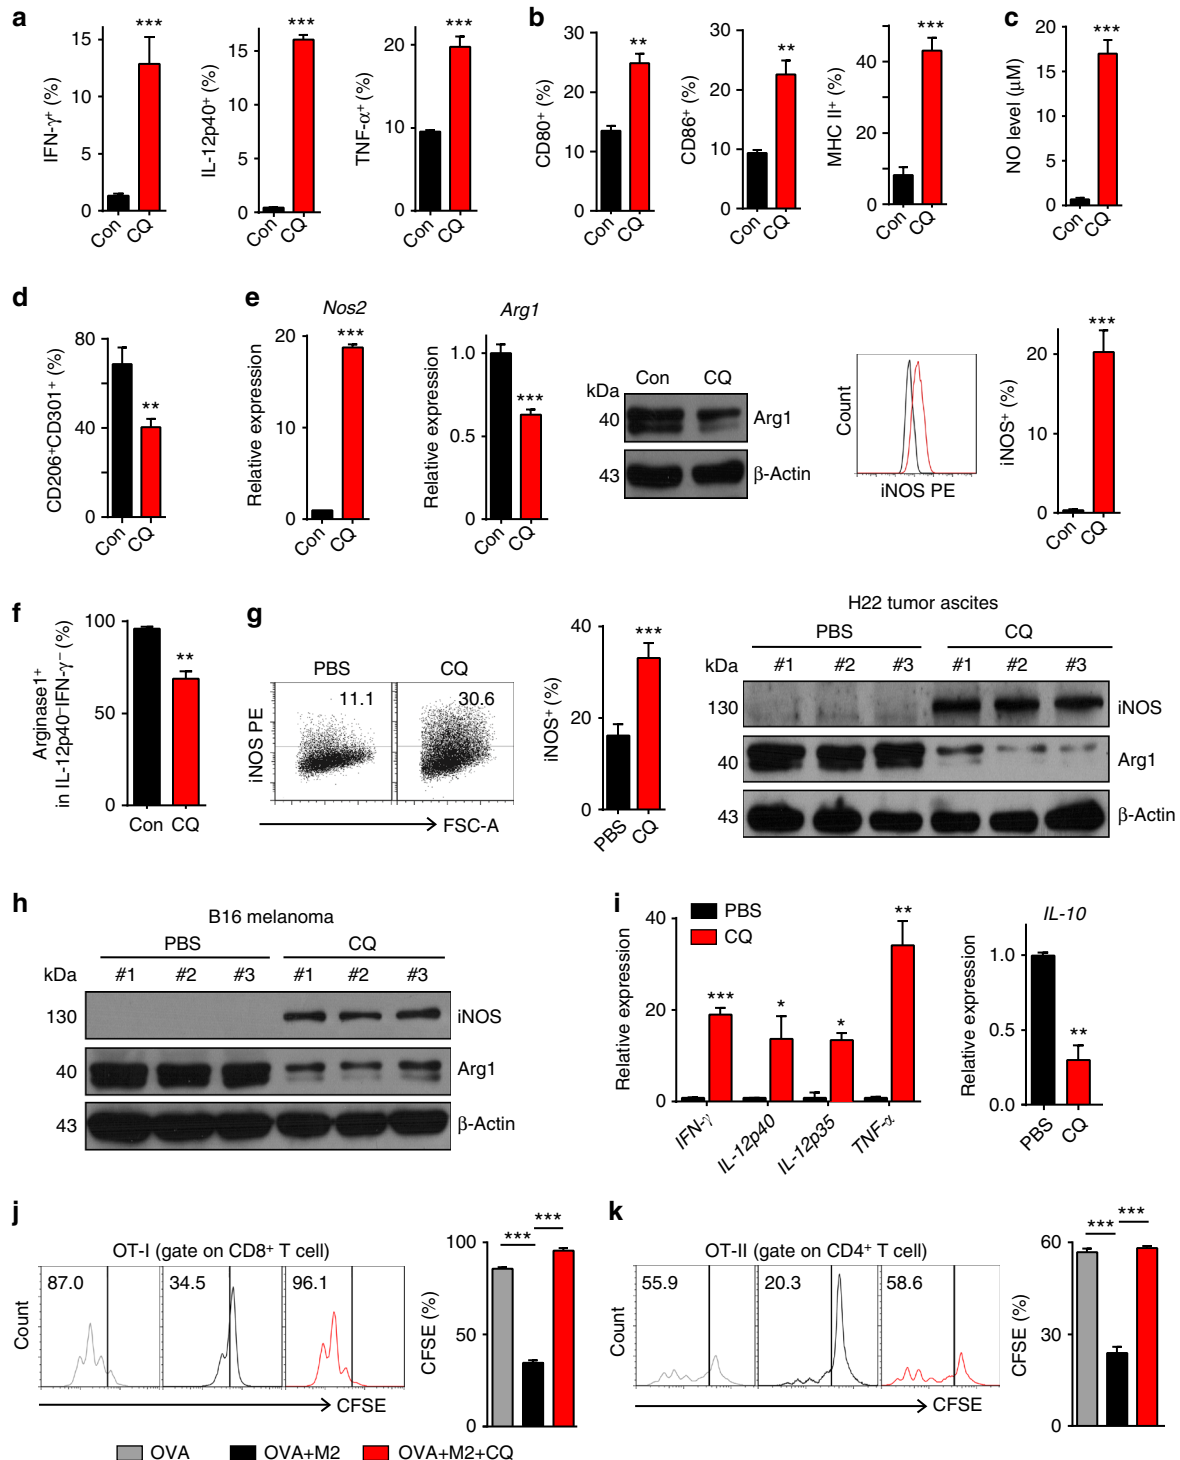 a
IFN-γ⁺ (%)
15
10
5
0
Con
CQ
***
IL-12p40⁺ (%)
15
10
5
0
Con
CQ
***
TNF-α⁺ (%)
20
10
0
Con
CQ
***
b
CD80⁺ (%)
30
20
10
0
Con
CQ
**
CD86⁺ (%)
30
20
10
0
Con
CQ
**
MHC II⁺ (%)
40
20
0
Con
CQ
***
c
NO level (μM)
18
12
6
0
Con
CQ
***
d
CD206⁺CD301⁺ (%)
80
40
0
Con
CQ
**
e
Nos2
Relative expression
20
10
0
Con
CQ
***
Arg1
Relative expression
1.0
0.5
0
Con
CQ
***
kDa
Con
CQ
40
Arg1
43
β-Actin
Count
iNOS PE
iNOS⁺ (%)
20
10
0
Con
CQ
***
f
Arginase1⁺
in IL-12p40⁻IFN-γ⁻ (%)
100
50
0
Con
CQ
**
g
PBS
CQ
11.1
30.6
iNOS PE
FSC-A
iNOS⁺ (%)
40
20
0
PBS
CQ
***
H22 tumor ascites
PBS
CQ
kDa
#1
#2
#3
#1
#2
#3
130
iNOS
40
Arg1
43
β-Actin
h
B16 melanoma
PBS
CQ
kDa
#1
#2
#3
#1
#2
#3
130
iNOS
40
Arg1
43
β-Actin
i
PBS
CQ
Relative expression
40
20
0
***
*
*
**
IFN-γ
IL-12p40
IL-12p35
TNF-α
IL-10
Relative expression
1.0
0.5
0.0
PBS
CQ
**
j
OT-I (gate on CD8⁺ T cell)
87.0
34.5
96.1
Count
CFSE
CFSE (%)
100
50
0
***
***
k
OT-II (gate on CD4⁺ T cell)
55.9
20.3
58.6
Count
CFSE
CFSE (%)
60
30
0
***
***
OVA
OVA+M2
OVA+M2+CQ